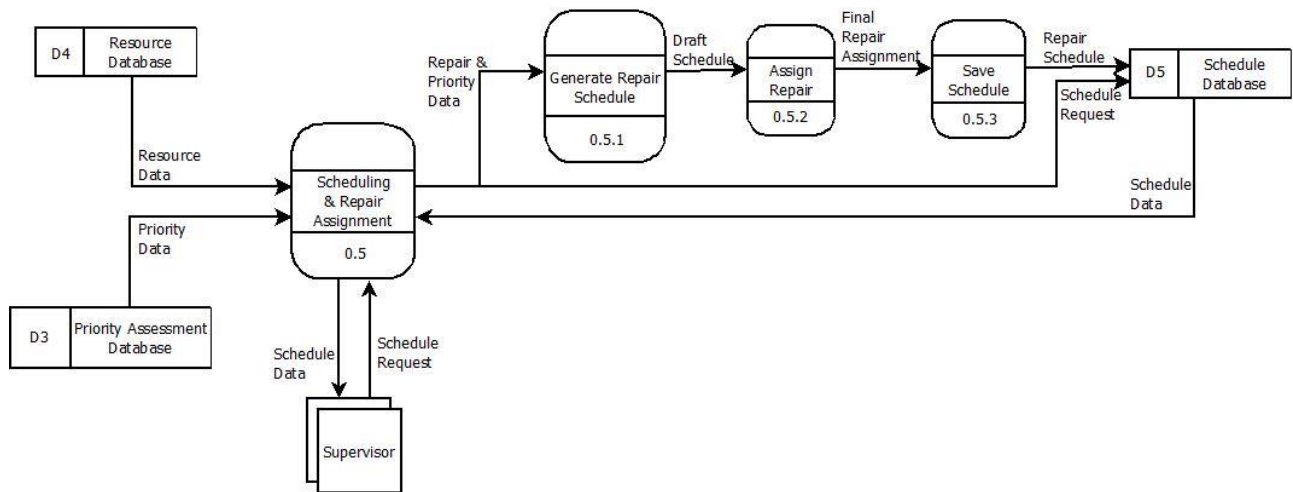 D4
Resource
Database
Resource
Data
Priority
Data
D3
Priority Assessment
Database
Scheduling
& Repair
Assignment
0.5
Schedule
Data
Schedule
Request
Supervisor
Repair &
Priority
Data
Generate Repair
Schedule
0.5.1
Draft
Schedule
Assign
Repair
0.5.2
Final
Repair
Assignment
Save
Schedule
0.5.3
Repair
Schedule
Schedule
Request
D5
Schedule
Database
Schedule
Data